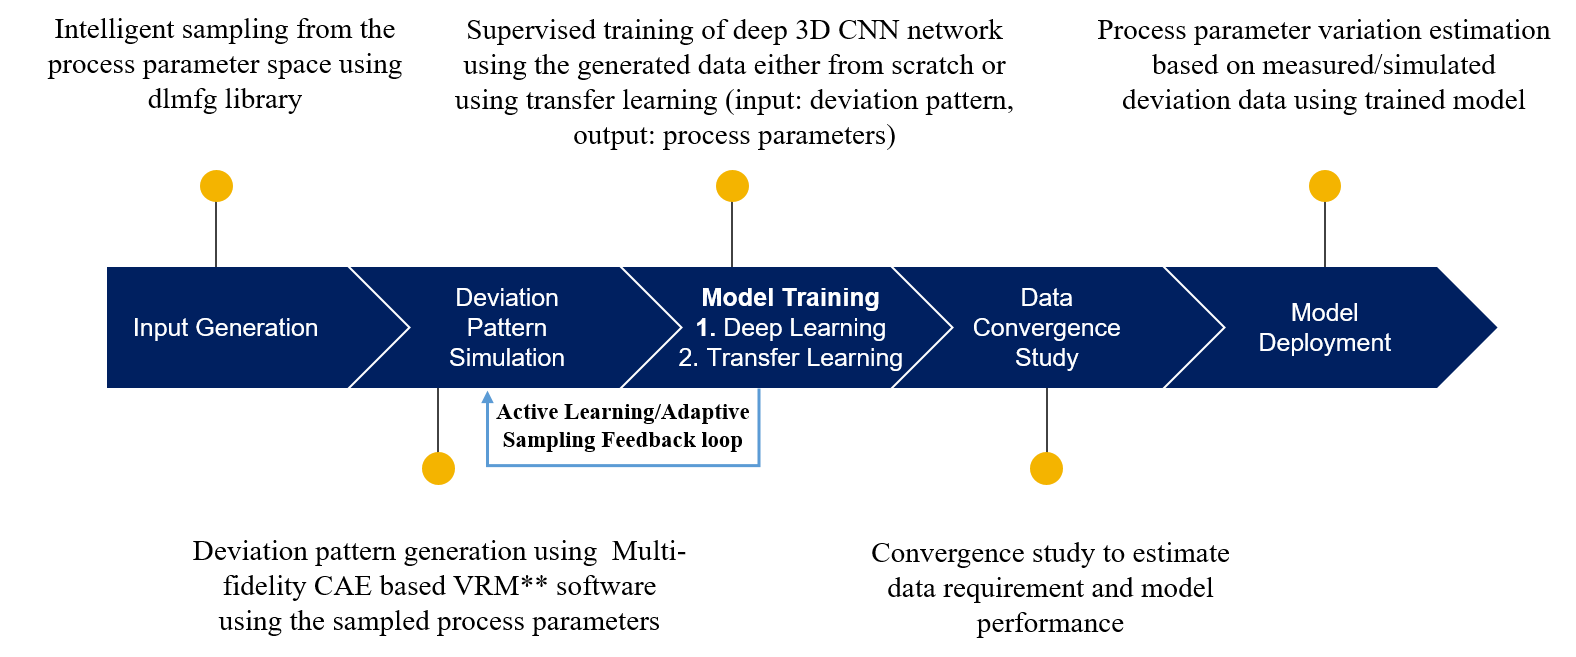 Intelligent sampling from the
process parameter space using
dlmfg library
Supervised training of deep 3D CNN network
using the generated data either from scratch or
using transfer learning (input: deviation pattern,
output: process parameters)
Process parameter variation estimation
based on measured/simulated
deviation data using trained model
Input Generation
Deviation
Pattern
Simulation
Model Training
1. Deep Learning
2. Transfer Learning
Data
Convergence
Study
Model
Deployment
Active Learning/Adaptive
Sampling Feedback loop
Deviation pattern generation using  Multi-
fidelity CAE based VRM** software
using the sampled process parameters
Convergence study to estimate
data requirement and model
performance